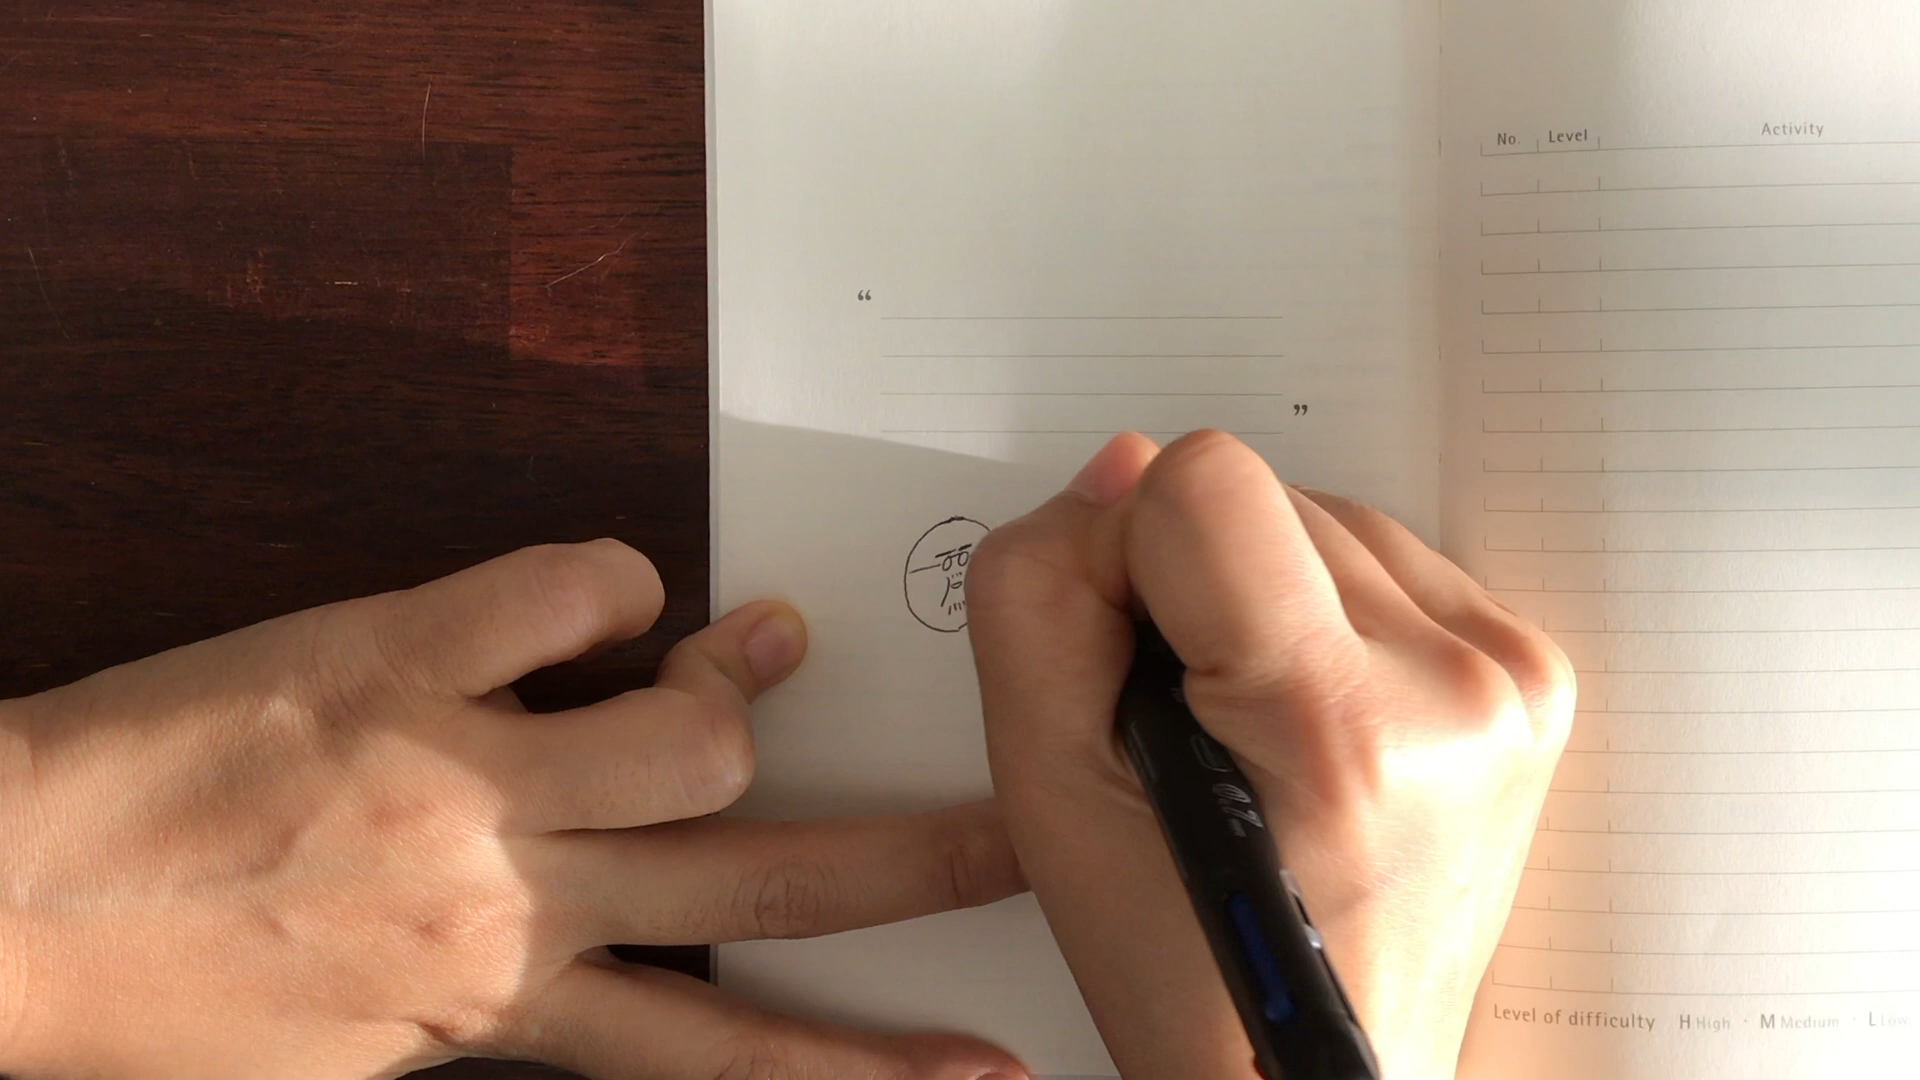 “
”
No. Level Activity
0.7
Level of difficulty H High · M Medium · L Low